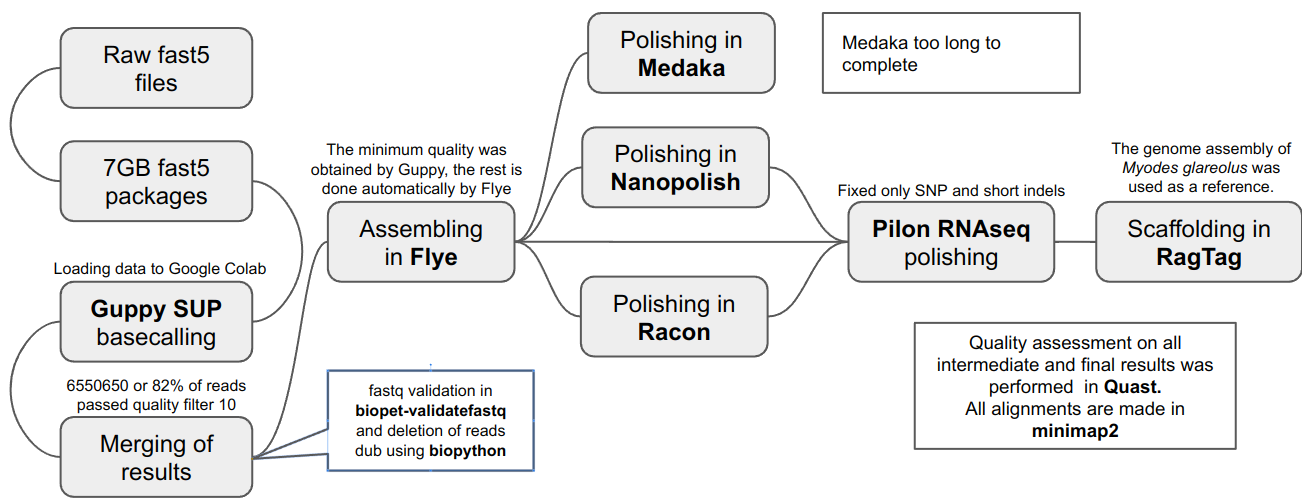 Raw fast5
files
7GB fast5
packages
Loading data to Google Colab
Guppy SUP
basecalling
6550650 or 82% of reads
passed quality filter 10
Merging of
results
fastq validation in
biopet-validatefastq
and deletion of reads
dub using biopython
The minimum quality was
obtained by Guppy, the rest is
done automatically by Flye
Assembling
in Flye
Polishing in
Medaka
Medaka too long to
complete
Polishing in
Nanopolish
Polishing in
Racon
Fixed only SNP and short indels
Pilon RNAseq
polishing
The genome assembly of
Myodes glareolus was
used as a reference.
Scaffolding in
RagTag
Quality assessment on all
intermediate and final results was
performed in Quast.
All alignments are made in
minimap2